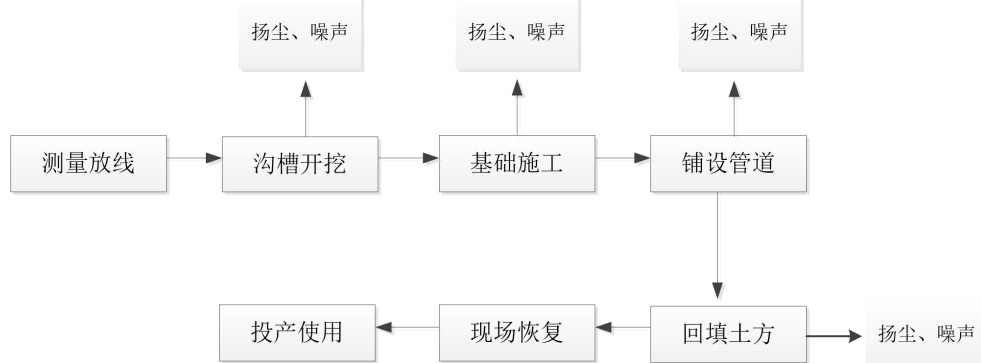 扬尘、噪声
扬尘、噪声
扬尘、噪声
测量放线
沟槽开挖
基础施工
铺设管道
投产使用
现场恢复
回填土方
扬尘、噪声